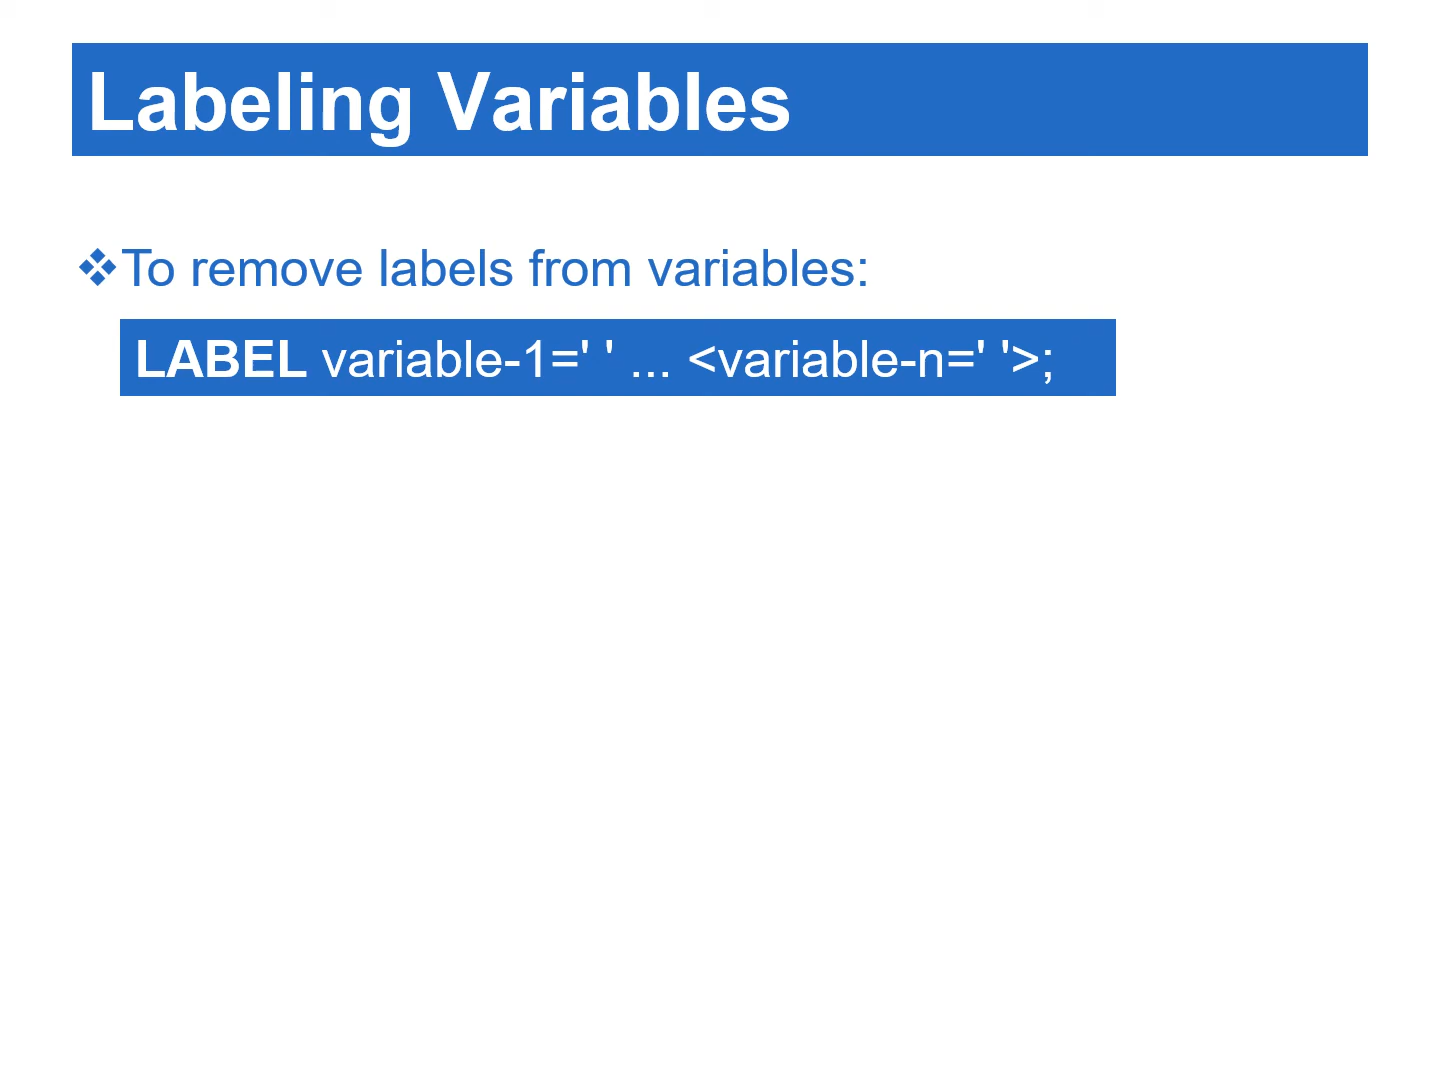 Labeling Variables
❖To remove labels from variables:
LABEL variable-1=' ' ... <variable-n=' '>;